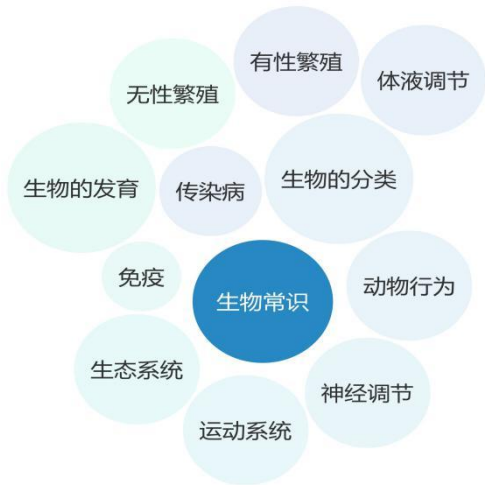 有性繁殖
体液调节
无性繁殖
生物的发育
传染病
生物的分类
免疫
生物常识
动物行为
生态系统
神经调节
运动系统